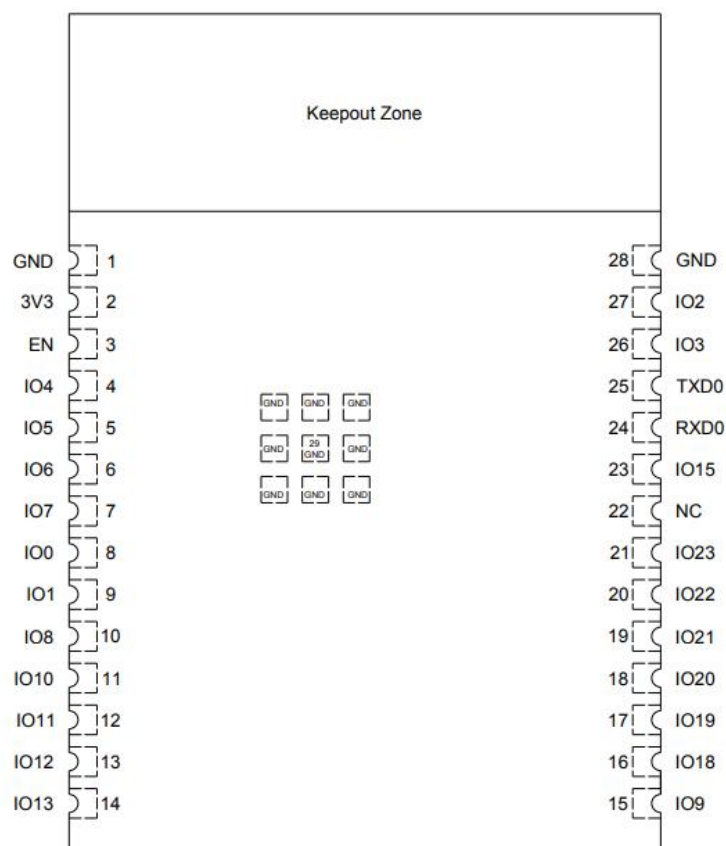 Keepout Zone
GND 1 28 GND
3V3 2 27 IO2
EN 3 26 IO3
IO4 4 25 TXD0
GND GND GND
IO5 5 24 RXD0
GND 29 GND GND
IO6 6 23 IO15
GND GND GND
IO7 7 22 NC
IO0 8 21 IO23
IO1 9 20 IO22
IO8 10 19 IO21
IO10 11 18 IO20
IO11 12 17 IO19
IO12 13 16 IO18
IO13 14 15 IO9